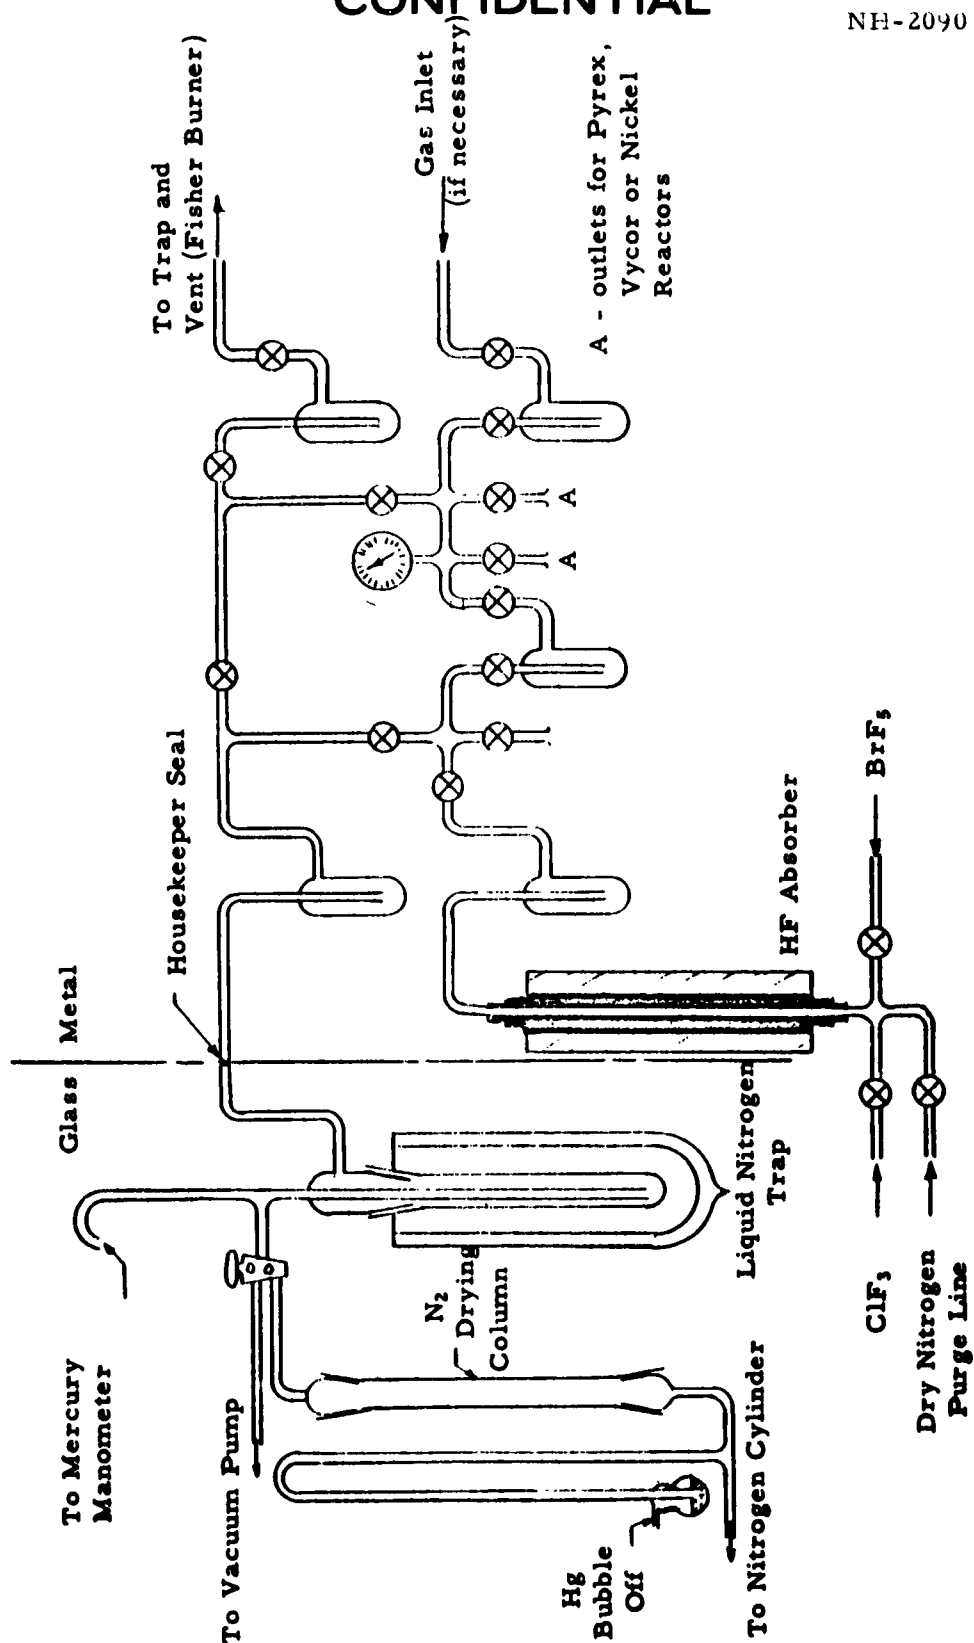 CONFIDENTIAL
NH-2090
To Trap and
Vent (Fisher Burner)
Gas Inlet
(if necessary)
A - outlets for Pyrex,
Vycor or Nickel
Reactors
A
A
Housekeeper Seal
HF Absorber
BrF5
Metal
Glass
Liquid Nitrogen
Trap
ClF3
Dry Nitrogen
Purge Line
To Mercury
Manometer
N2
Drying
Column
To Vacuum Pump
Hg
Bubble
Off
To Nitrogen Cylinder